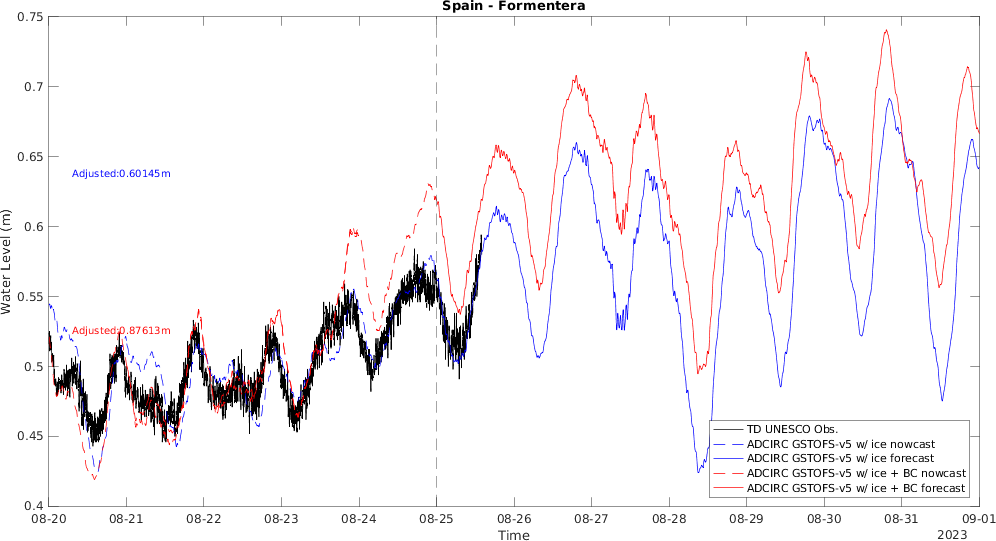 Spain - Formentera
0.75
0.7
0.65
0.6
0.55
0.5
0.45
0.4
Water Level (m)
Adjusted:0.60145m
Adjusted:0.87613m
TD UNESCO Obs.
ADCIRC GSTOFS-v5 w/ ice nowcast
ADCIRC GSTOFS-v5 w/ ice forecast
ADCIRC GSTOFS-v5 w/ ice + BC nowcast
ADCIRC GSTOFS-v5 w/ ice + BC forecast
08-20 08-21 08-22 08-23 08-24 08-25 08-26 08-27 08-28 08-29 08-30 08-31 09-01
Time
2023